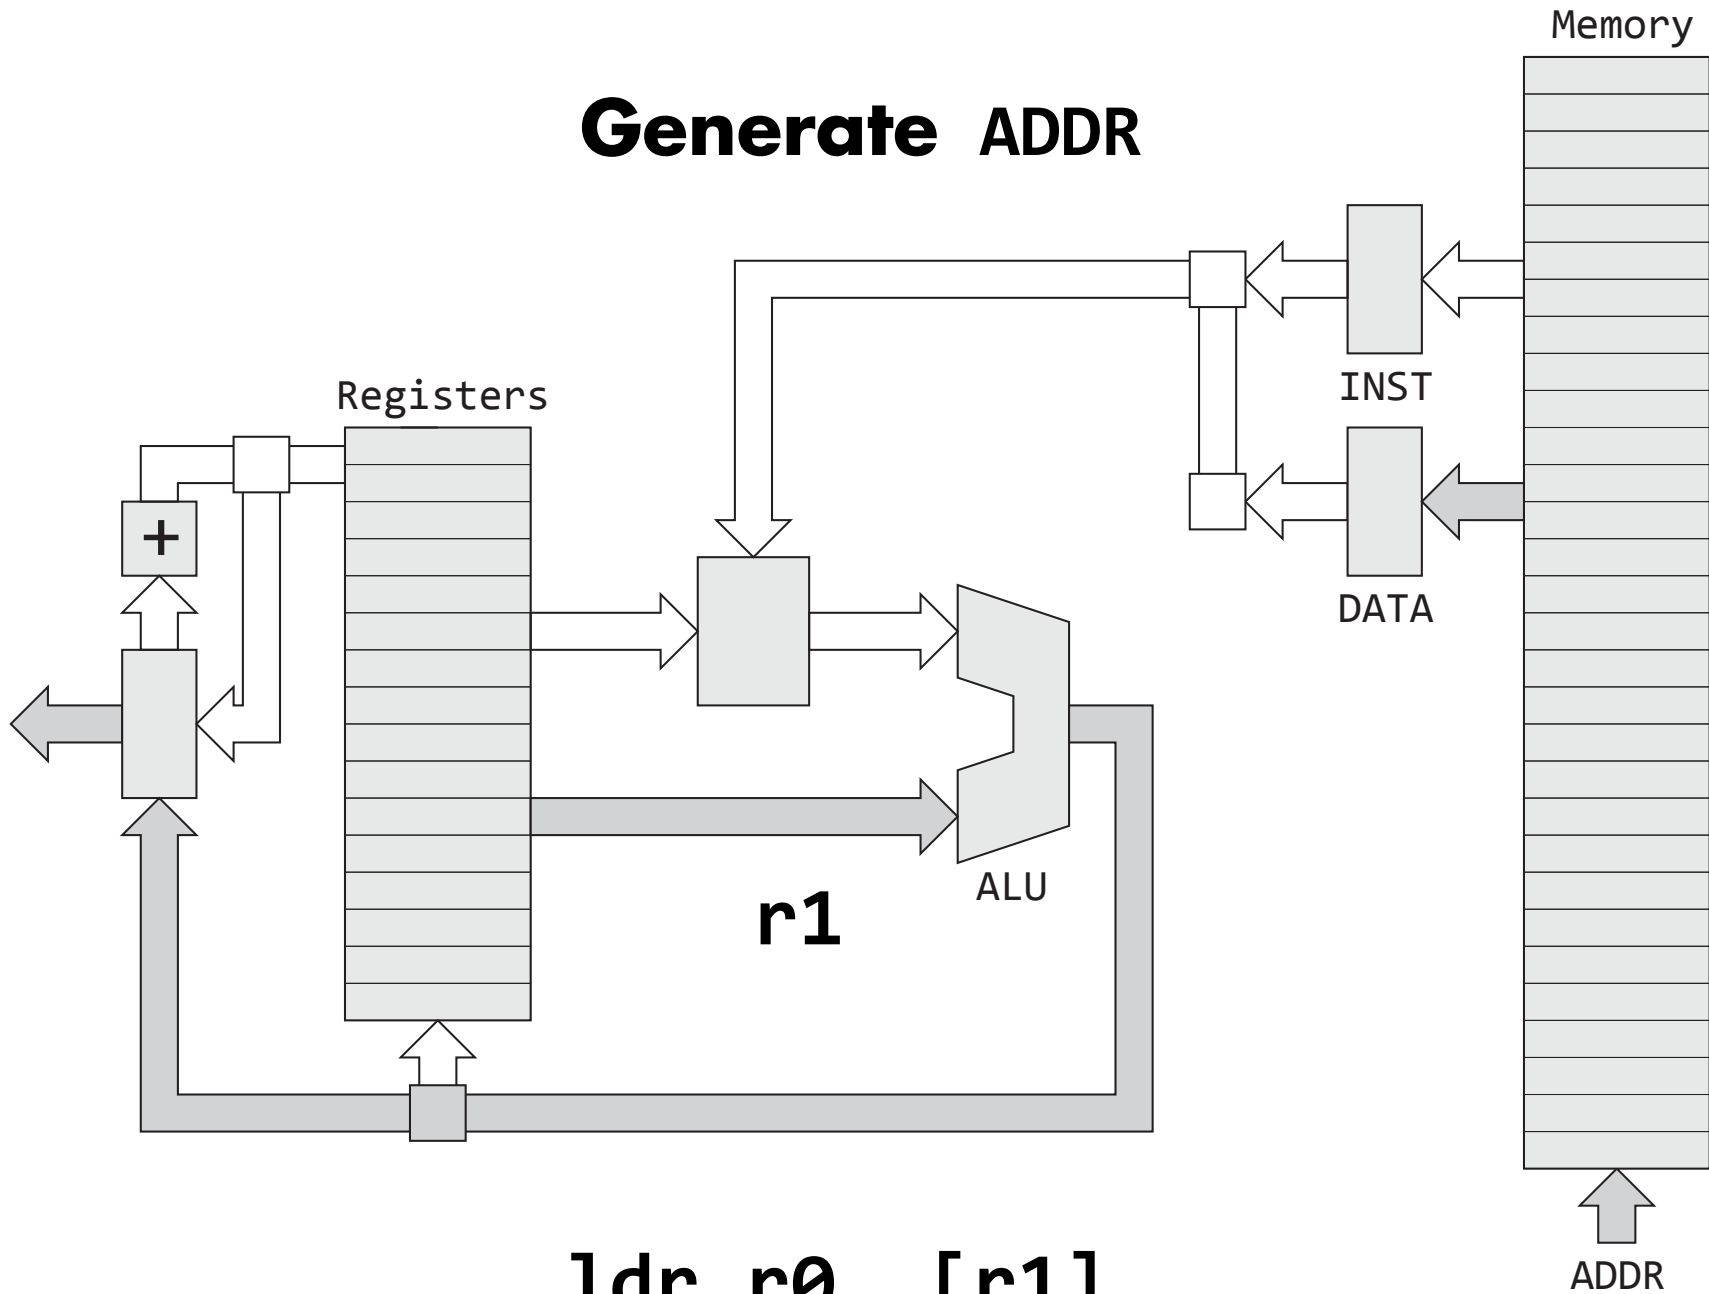 Memory
Generate ADDR
INST
Registers
+
DATA
ALU
r1
ldr r0, [r1]
ADDR